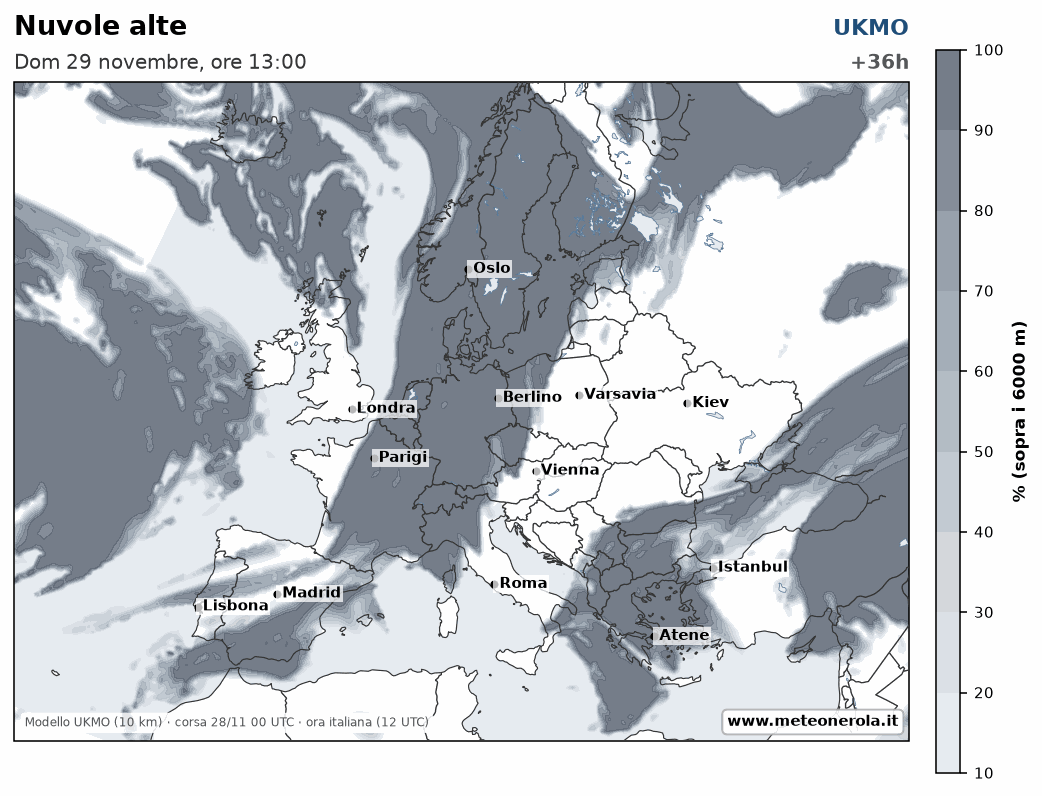 Nuvole alte
UKMO
Dom 29 novembre, ore 13:00
+36h
100
90
80
70
60
50
40
30
20
10
% (sopra i 6000 m)
Oslo
Berlino
Varsavia
Kiev
Londra
Parigi
Vienna
Istanbul
Roma
Madrid
Lisbona
Atene
Modello UKMO (10 km) · corsa 28/11 00 UTC · ora italiana (12 UTC)
www.meteonerola.it